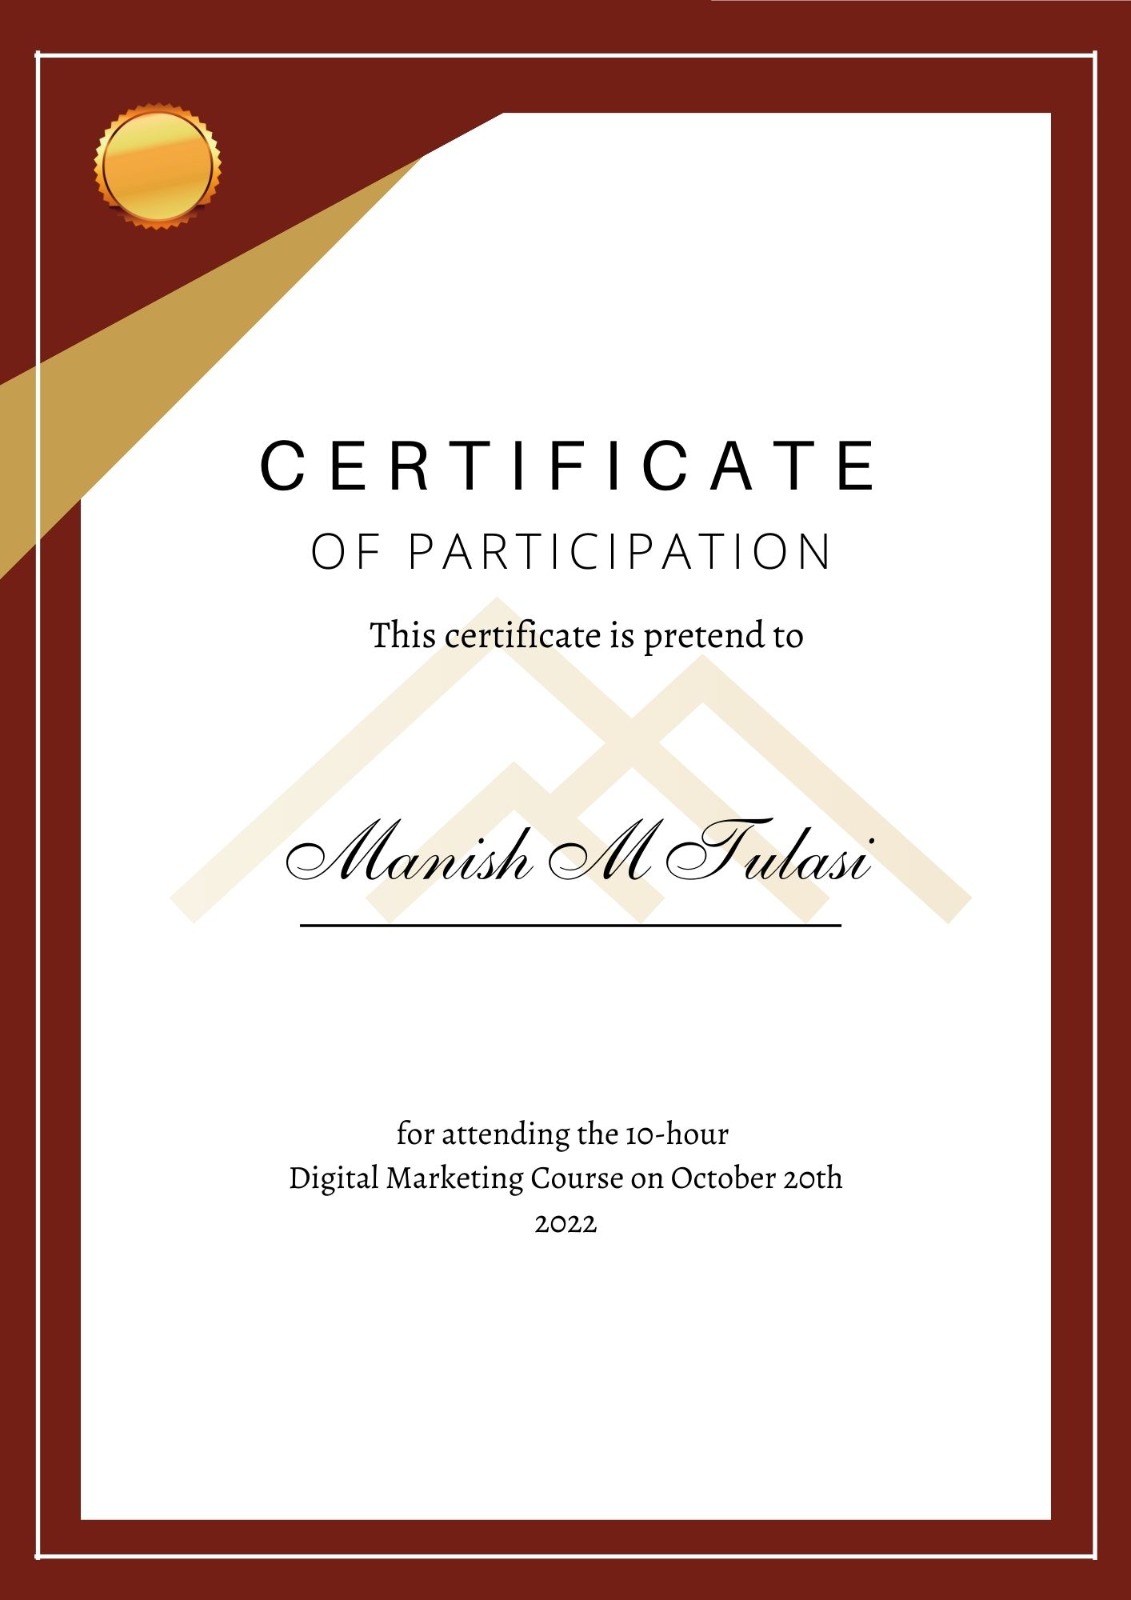 CERTIFICATE
OF PARTICIPATION
This certificate is pretend to
Manish M Tulasi
for attending the 10-hour
Digital Marketing Course on October 20th
2022